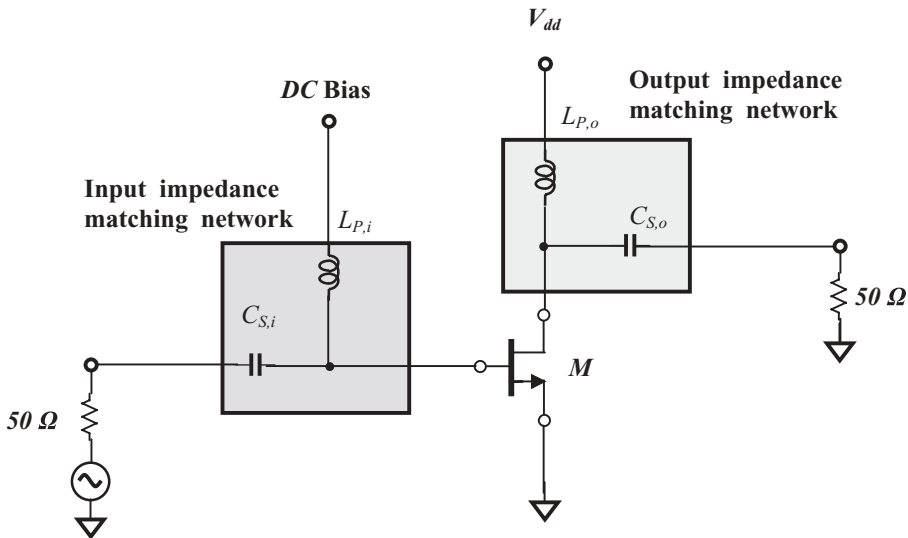 V_dd
Output impedance
matching network
DC Bias
L_P,o
Input impedance
matching network
L_P,i
C_S,o
C_S,i
50 Ω
M
50 Ω